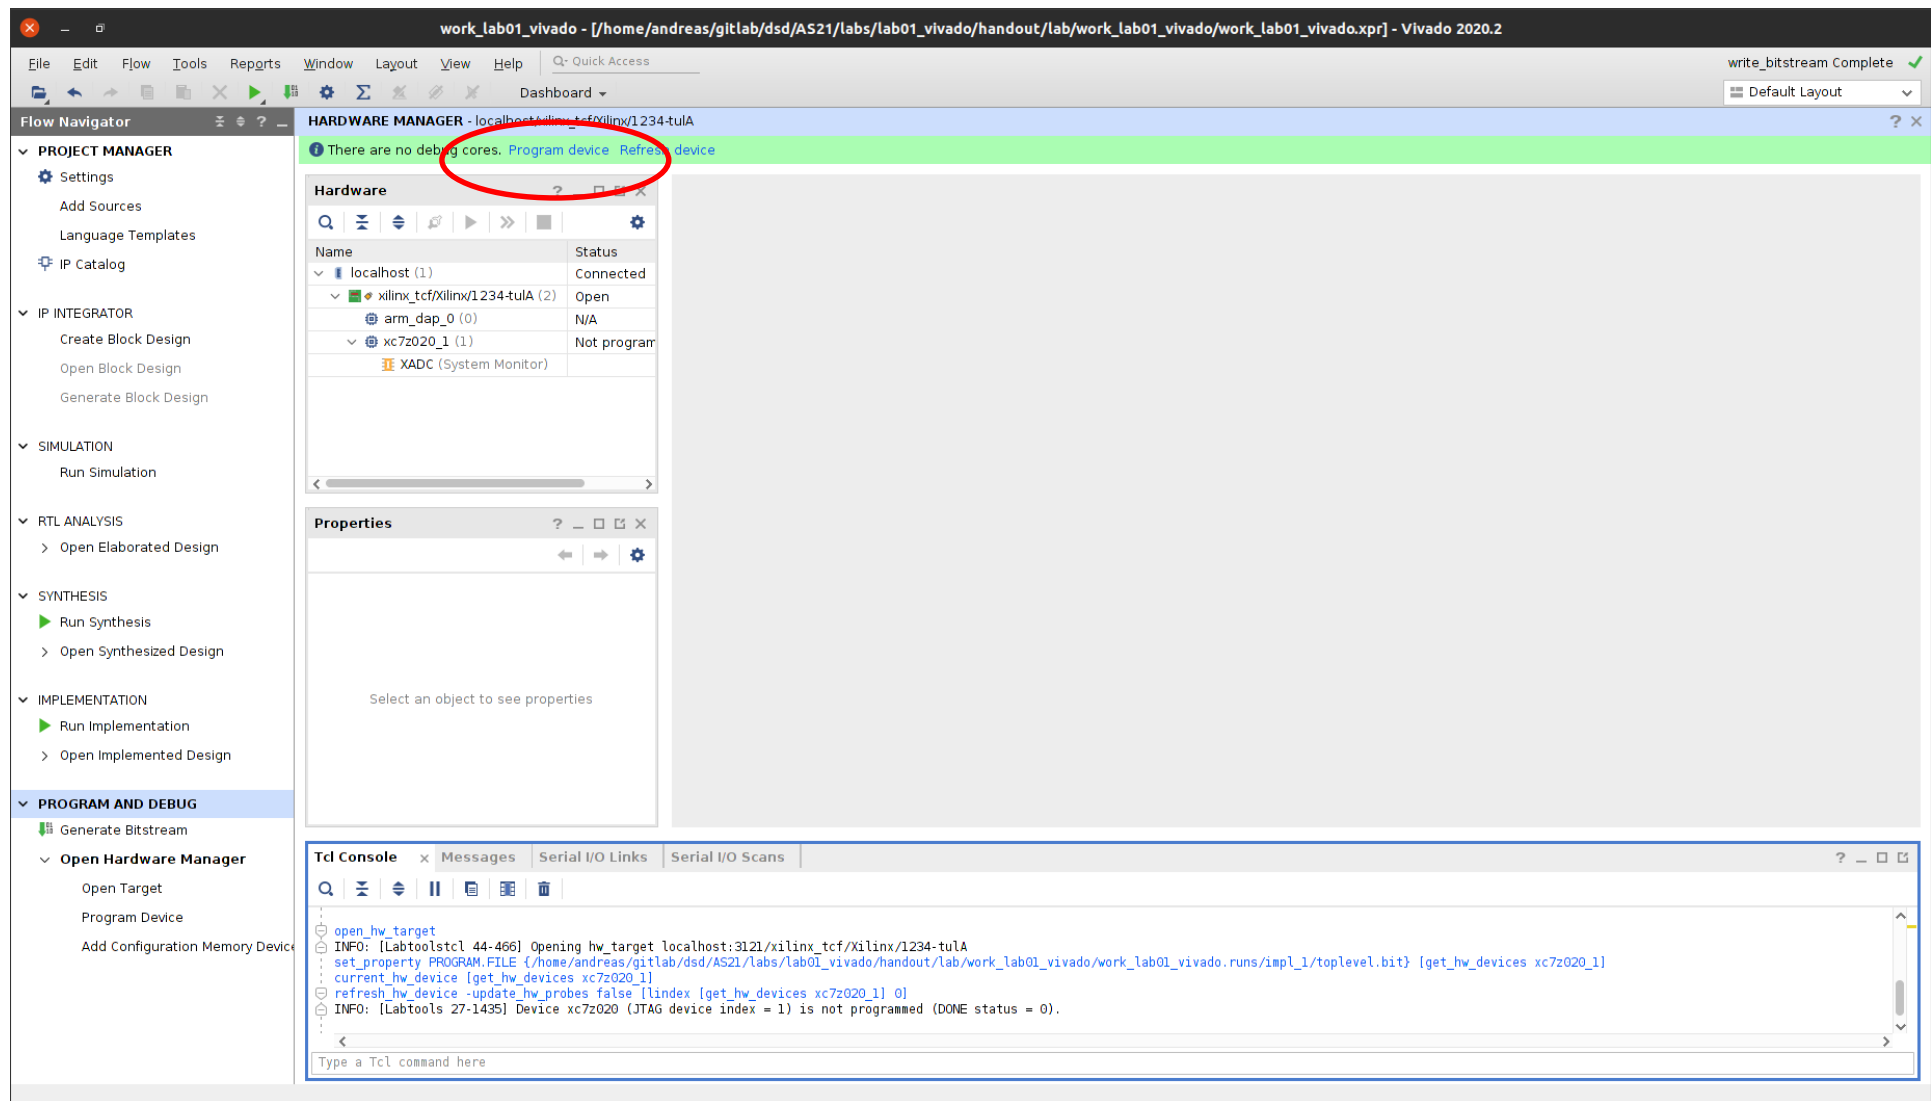 work_lab01_vivado - [/home/andreas/gitlab/dsd/AS21/labs/lab01_vivado/handout/lab/work_lab01_vivado/work_lab01_vivado.xpr] - Vivado 2020.2
File Edit Flow Tools Reports Window Layout View Help Q- Quick Access write_bitstream Complete
Dashboard Default Layout
Flow Navigator
PROJECT MANAGER
Settings
Add Sources
Language Templates
IP Catalog
IP INTEGRATOR
Create Block Design
Open Block Design
Generate Block Design
SIMULATION
Run Simulation
RTL ANALYSIS
Open Elaborated Design
SYNTHESIS
Run Synthesis
Open Synthesized Design
IMPLEMENTATION
Run Implementation
Open Implemented Design
PROGRAM AND DEBUG
Generate Bitstream
Open Hardware Manager
Open Target
Program Device
Add Configuration Memory Device
HARDWARE MANAGER - localhost/xilinx_tcf/Xilinx/1234-tulA
There are no debug cores. Program device Refresh device
Hardware
Name Status
localhost (1) Connected
xilinx_tcf/Xilinx/1234-tulA (2) Open
arm_dap_0 (0) N/A
xc7z020_1 (1) Not program
XADC (System Monitor)
Properties
Select an object to see properties
Tcl Console Messages Serial I/O Links Serial I/O Scans
open_hw_target
INFO: [Labtoolstcl 44-466] Opening hw_target localhost:3121/xilinx_tcf/Xilinx/1234-tulA
set_property PROGRAM.FILE {/home/andreas/gitlab/dsd/AS21/labs/lab01_vivado/handout/lab/work_lab01_vivado/work_lab01_vivado.runs/impl_1/toplevel.bit} [get_hw_devices xc7z020_1]
current_hw_device [get_hw_devices xc7z020_1]
refresh_hw_device -update_hw_probes false [lindex [get_hw_devices xc7z020_1] 0]
INFO: [Labtools 27-1435] Device xc7z020 (JTAG device index = 1) is not programmed (DONE status = 0).
Type a Tcl command here